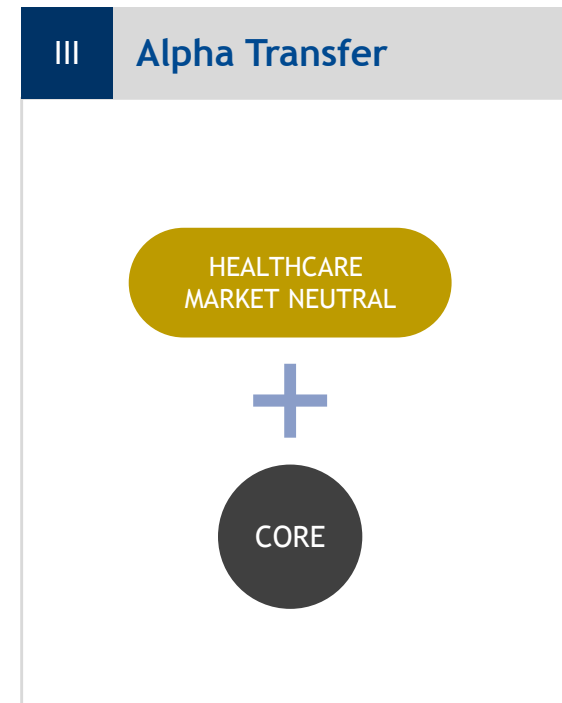 III
Alpha Transfer
HEALTHCARE
MARKET NEUTRAL
+
CORE